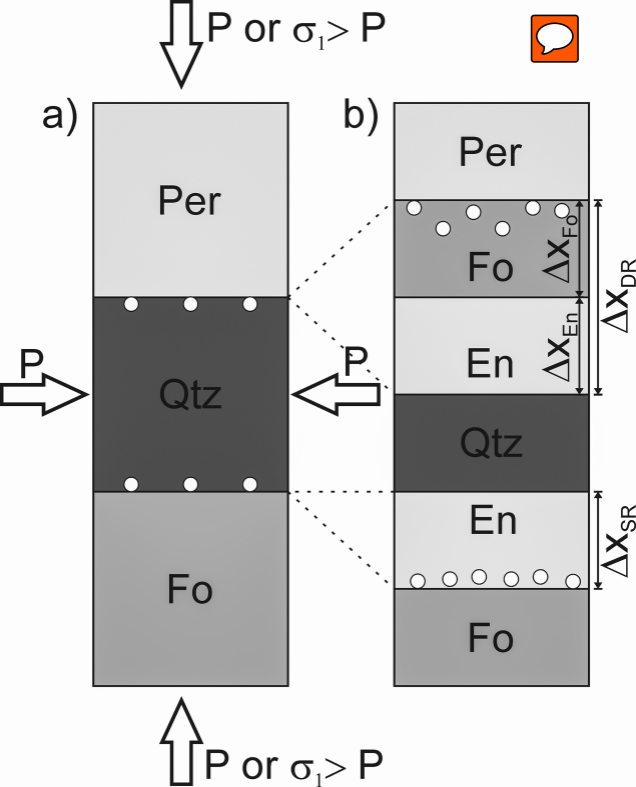 P or σ₁> P
a)
b)
Per
Per
Fo
ΔxFo
ΔxDR
P
P
Qtz
En
ΔxEn
Qtz
En
ΔxSR
Fo
Fo
P or σ₁> P